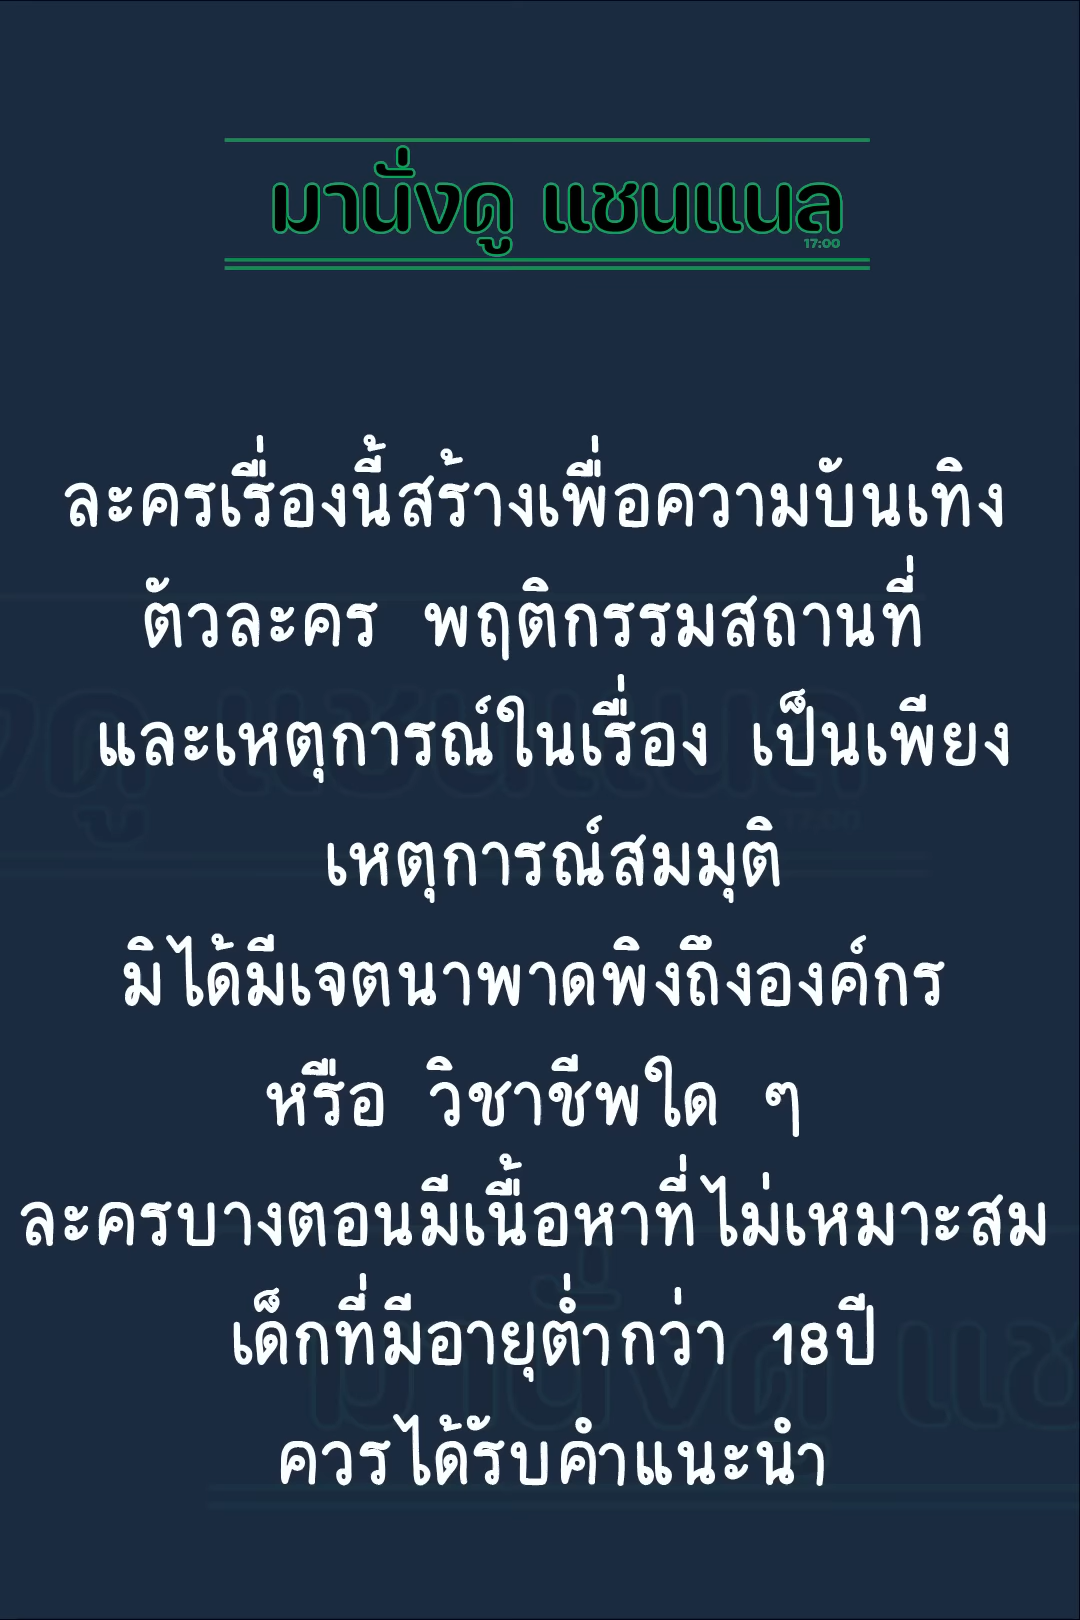 มานั่งดู แชนแนล
17:00
ละครเรื่องนี้สร้างเพื่อความบันเทิง
ตัวละคร พฤติกรรมสถานที่
และเหตุการณ์ในเรื่อง เป็นเพียง
เหตุการณ์สมมุติ
มิได้มีเจตนาพาดพิงถึงองค์กร
หรือ วิชาชีพใด ๆ
ละครบางตอนมีเนื้อหาที่ไม่เหมาะสม
เด็กที่มีอายุต่ำกว่า 18ปี
ควรได้รับคำแนะนำ